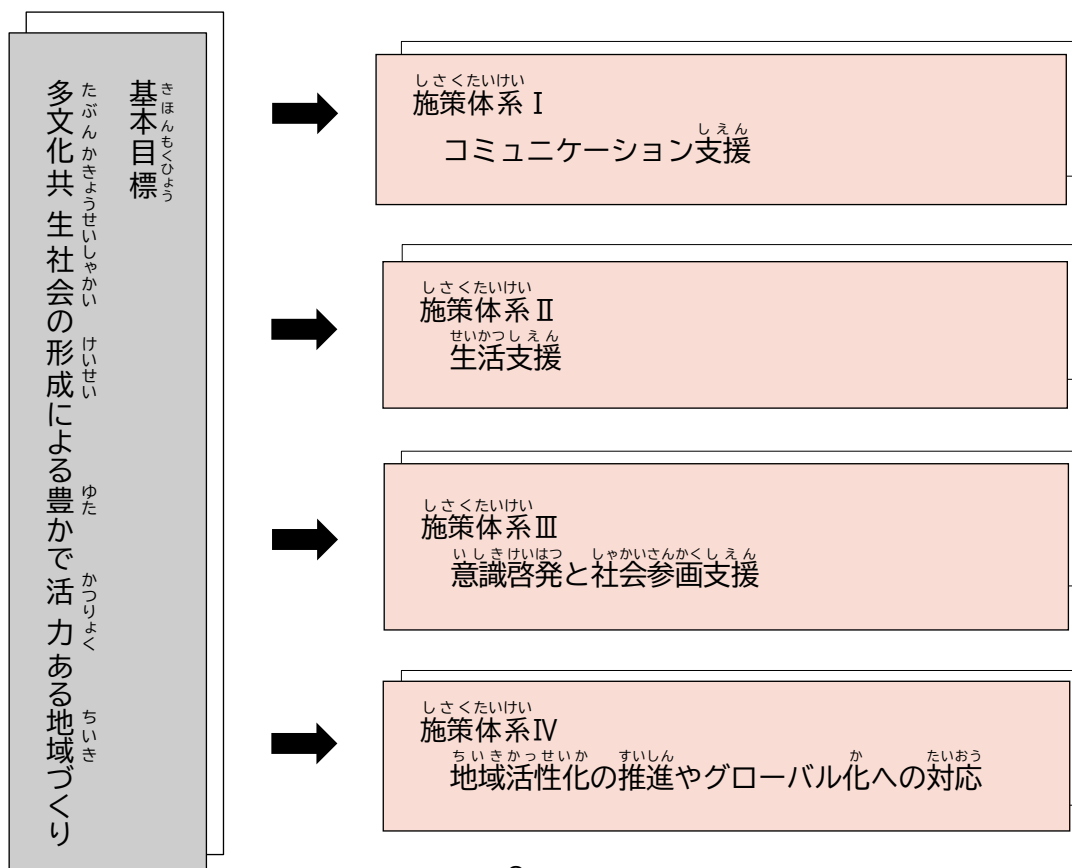 基本目標
多文化共生社会の形成による豊かで活力ある地域づくり
施策体系Ⅰ
コミュニケーション支援
施策体系Ⅱ
生活支援
施策体系Ⅲ
意識啓発と社会参画支援
施策体系Ⅳ
地域活性化の推進やグローバル化への対応